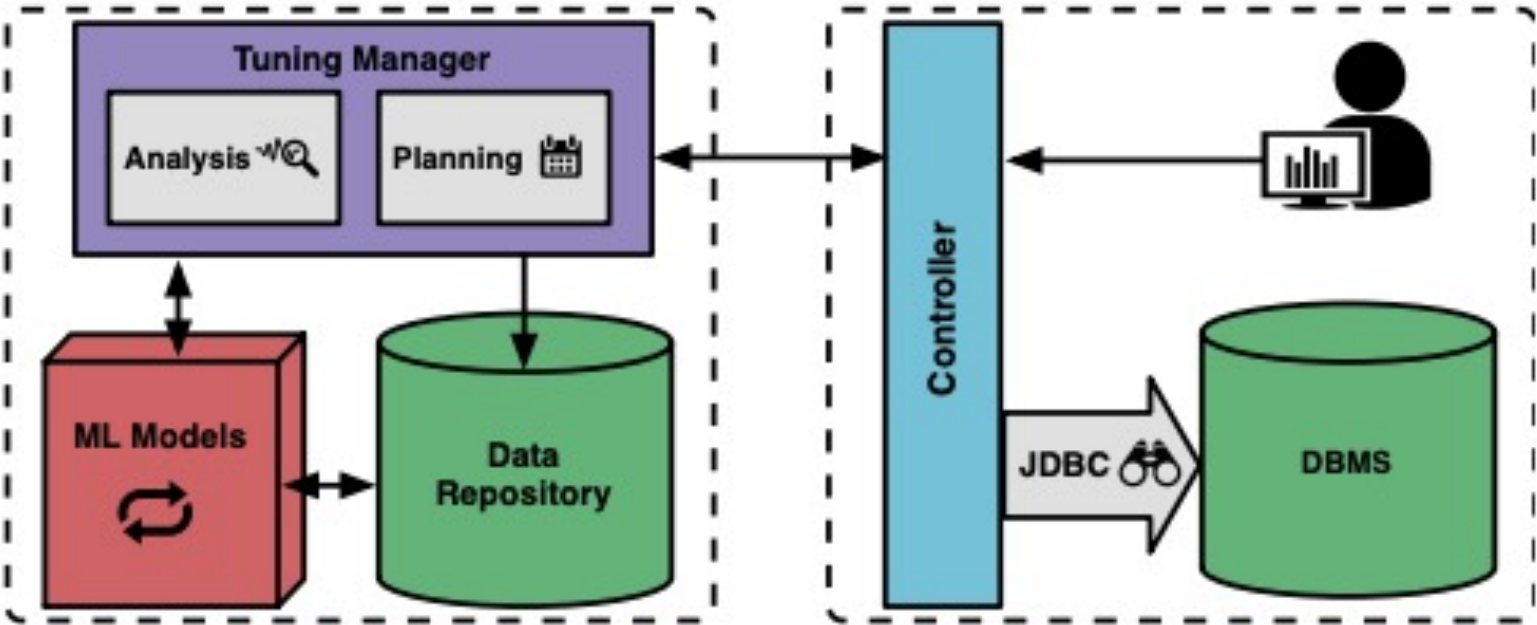 Tuning Manager
Analysis
Planning
ML Models
Data
Repository
Controller
JDBC
DBMS